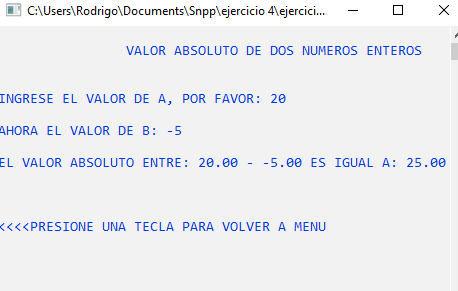 C:\Users\Rodrigo\Documents\Snpp\ejercicio 4\ejercici...
VALOR ABSOLUTO DE DOS NUMEROS ENTEROS
INGRESE EL VALOR DE A, POR FAVOR: 20
AHORA EL VALOR DE B: -5
EL VALOR ABSOLUTO ENTRE: 20.00 - -5.00 ES IGUAL A: 25.00
<<<<PRESIONE UNA TECLA PARA VOLVER A MENU